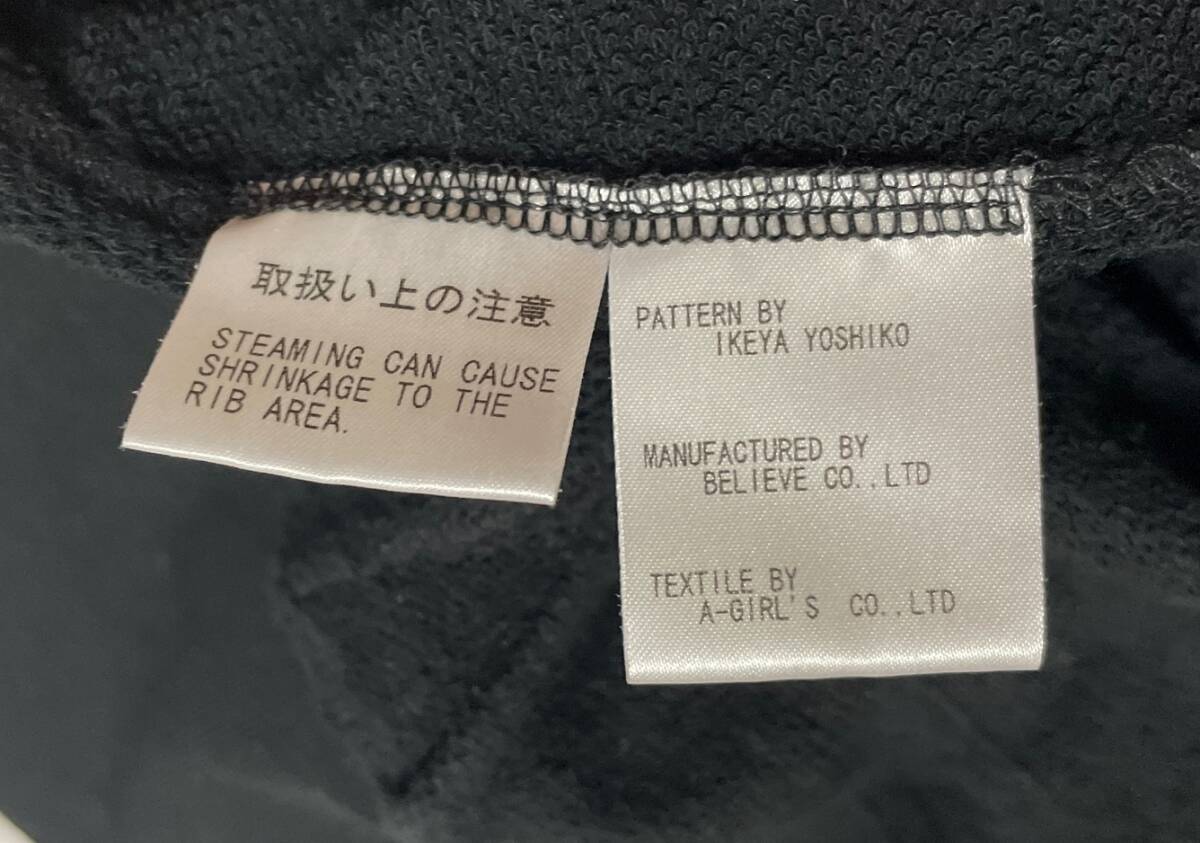 取扱い上の注意
STEAMING CAN CAUSE
SHRINKAGE TO THE
RIB AREA.
PATTERN BY
IKEYA YOSHIKO
MANUFACTURED BY
BELIEVE CO.,LTD
TEXTILE BY
A-GIRL'S CO.,LTD